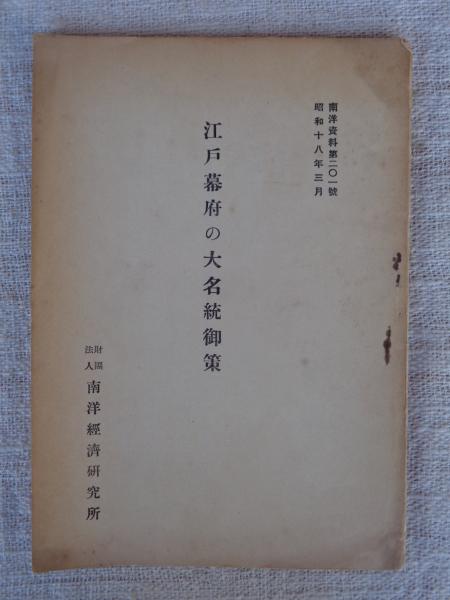 南洋資料第二〇一號
昭和十八年三月
江戸幕府の大名統御策
財團法人 南洋經濟研究所